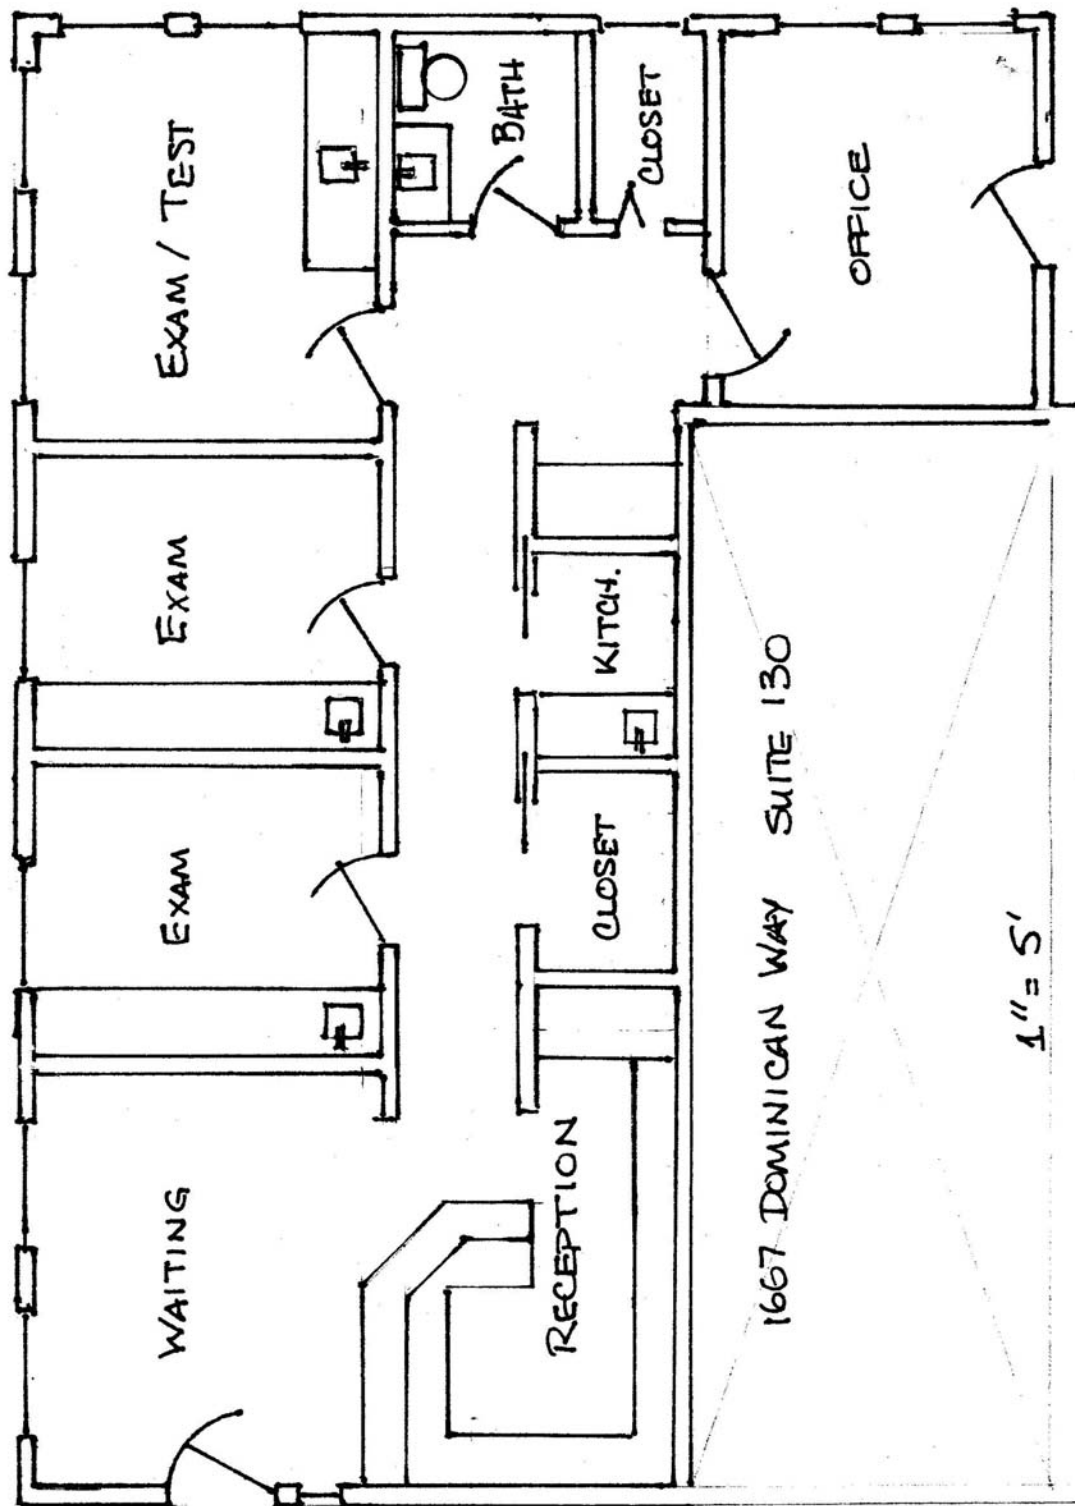 WAITING
EXAM
EXAM
EXAM / TEST
RECEPTION
CLOSET
KITCH.
BATH
CLOSET
OFFICE
1667 DOMINICAN WAY SUITE 130
1" = 5'